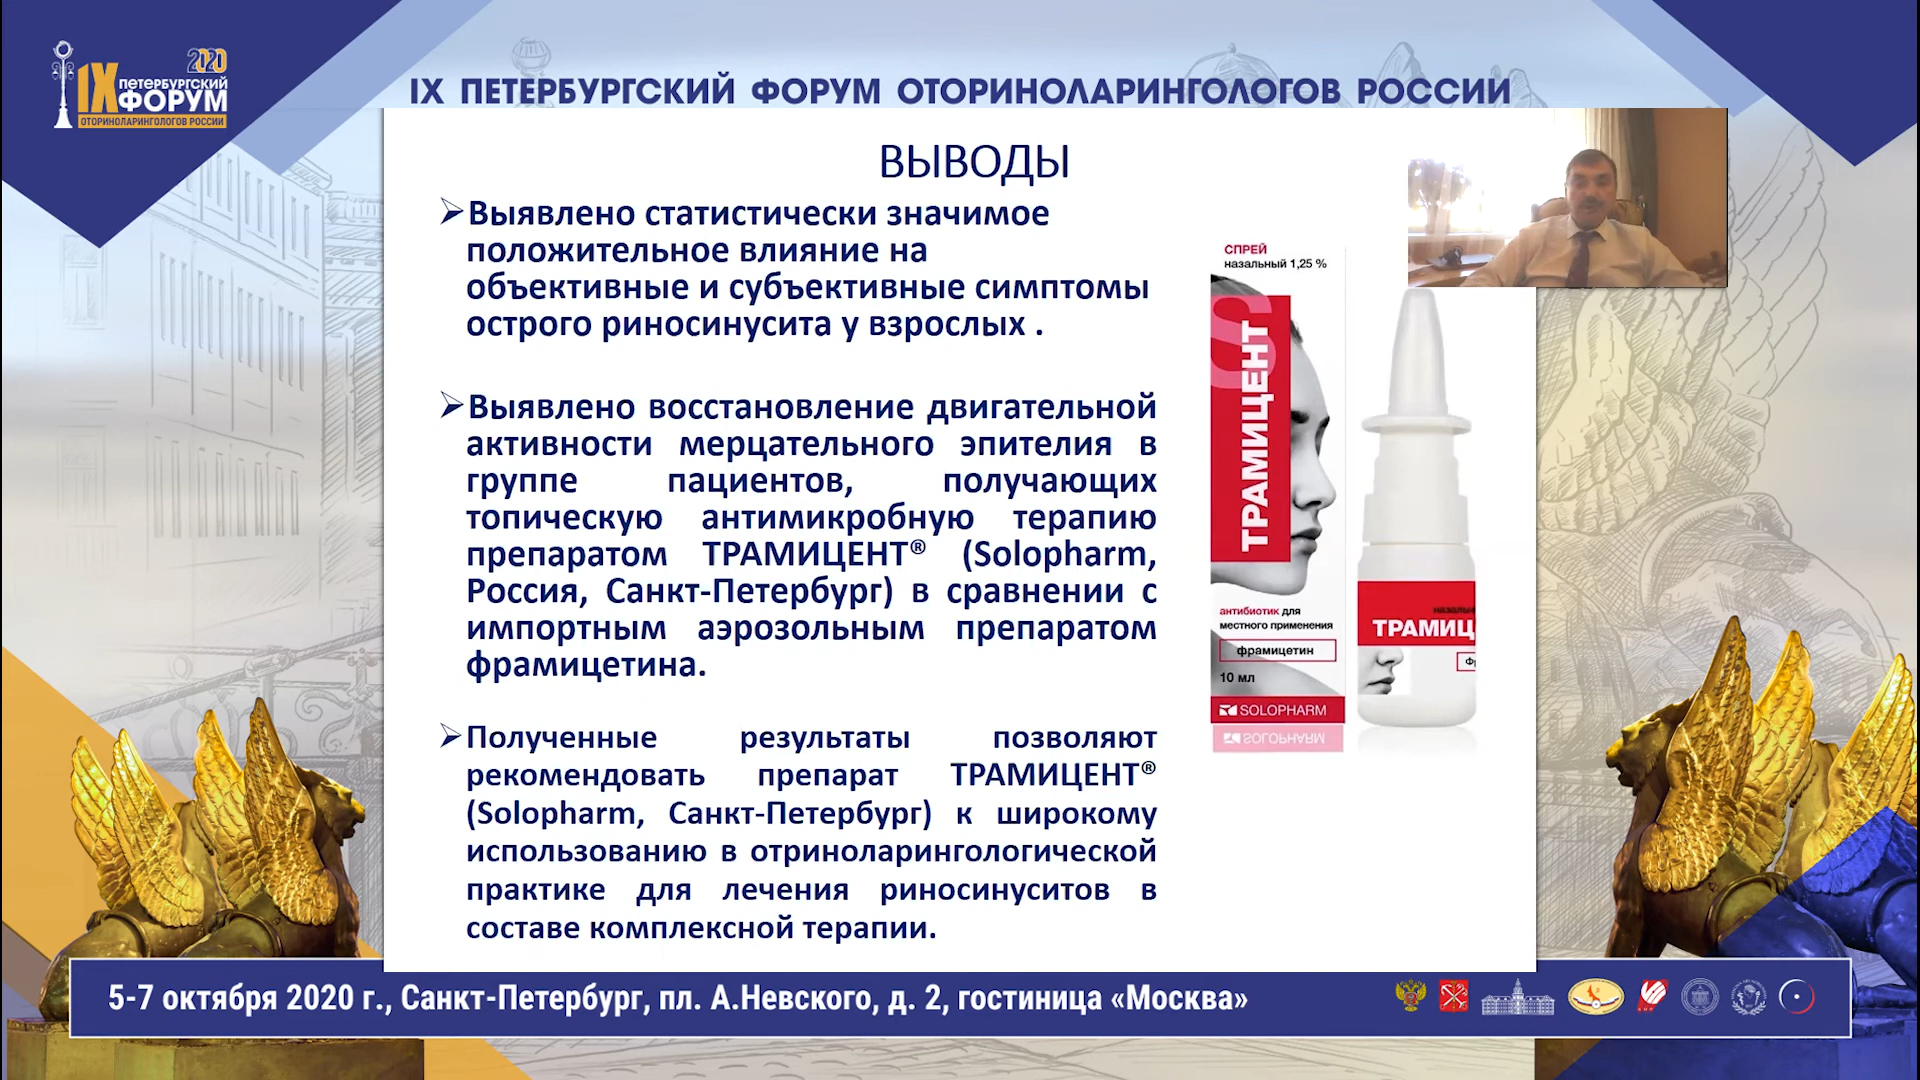 2020
IX ПЕТЕРБУРГСКИЙ
ФОРУМ
ОТОРИНОЛАРИНГОЛОГОВ РОССИИ
IX ПЕТЕРБУРГСКИЙ ФОРУМ ОТОРИНОЛАРИНГОЛОГОВ РОССИИ
ВЫВОДЫ
Выявлено статистически значимое
положительное влияние на
объективные и субъективные симптомы
острого риносинусита у взрослых .
Выявлено восстановление двигательной
активности мерцательного эпителия в
группе пациентов, получающих
топическую антимикробную терапию
препаратом ТРАМИЦЕНТ® (Solopharm,
Россия, Санкт-Петербург) в сравнении с
импортным аэрозольным препаратом
фрамицетина.
Полученные результаты позволяют
рекомендовать препарат ТРАМИЦЕНТ®
(Solopharm, Санкт-Петербург) к широкому
использованию в отриноларингологической
практике для лечения риносинуситов в
составе комплексной терапии.
СПРЕЙ
назальный 1,25 %
S
ТРАМИЦЕНТ
антибиотик для
местного применения
фрамицетин
10 мл
SOLOPHARM
SOLOPHARM
назальн
ТРАМИЦ
Ф
5-7 октября 2020 г., Санкт-Петербург, пл. А.Невского, д. 2, гостиница «Москва»